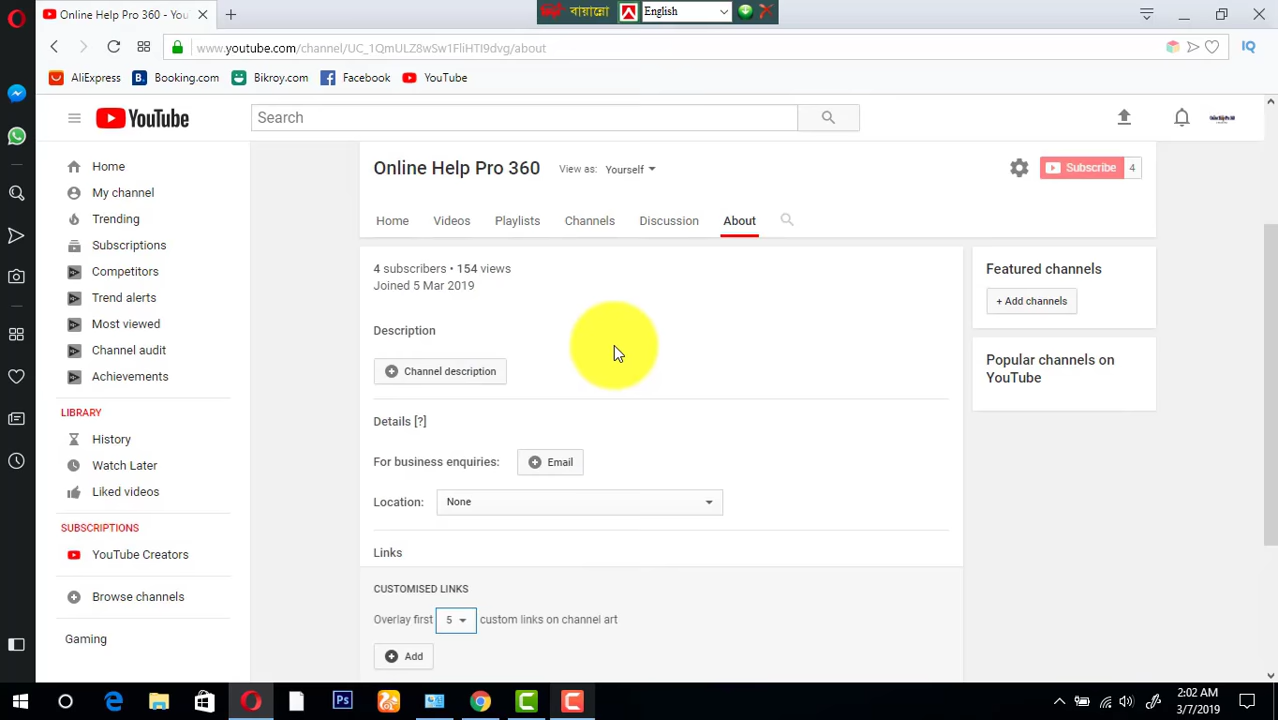 Online Help Pro 360 - You
বায়ান্নো
English
www.youtube.com/channel/UC_1QmULZ8wSw1FliHTI9dvg/about
IQ
AliExpress
B. Booking.com
Bikroy.com
Facebook
YouTube
YouTube
Search
Home
My channel
Trending
Subscriptions
Competitors
Trend alerts
Most viewed
Channel audit
Achievements
LIBRARY
History
Watch Later
Liked videos
SUBSCRIPTIONS
YouTube Creators
Browse channels
Gaming
Online Help Pro 360
View as: Yourself
Subscribe 4
Home
Videos
Playlists
Channels
Discussion
About
4 subscribers • 154 views
Joined 5 Mar 2019
Description
Channel description
Details [?]
For business enquiries: Email
Location: None
Links
CUSTOMISED LINKS
Overlay first 5 custom links on channel art
Add
Featured channels
+ Add channels
Popular channels on
YouTube
Ps
2:02 AM
3/7/2019